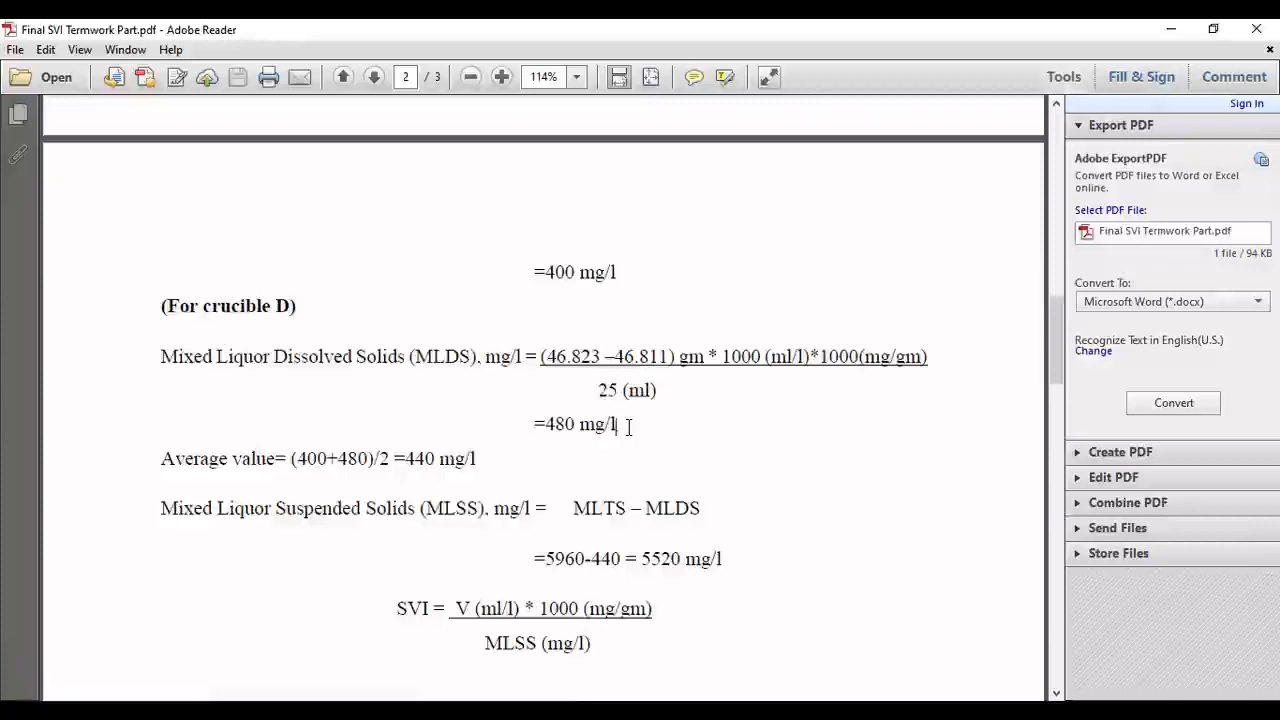 Final SVI Termwork Part.pdf - Adobe Reader
File Edit View Window Help
Open 2 / 3 114% Tools Fill & Sign Comment
Sign In
Export PDF
Adobe ExportPDF
Convert PDF files to Word or Excel
online.
Select PDF File:
Final SVI Termwork Part.pdf
1 file / 94 KB
Convert To:
Microsoft Word (*.docx)
Recognize Text in English(U.S.)
Change
Convert
Create PDF
Edit PDF
Combine PDF
Send Files
Store Files
=400 mg/l
(For crucible D)
Mixed Liquor Dissolved Solids (MLDS), mg/l = (46.823 –46.811) gm * 1000 (ml/l)*1000(mg/gm)
25 (ml)
=480 mg/l
Average value= (400+480)/2 =440 mg/l
Mixed Liquor Suspended Solids (MLSS), mg/l = MLTS – MLDS
=5960-440 = 5520 mg/l
SVI = V (ml/l) * 1000 (mg/gm)
MLSS (mg/l)